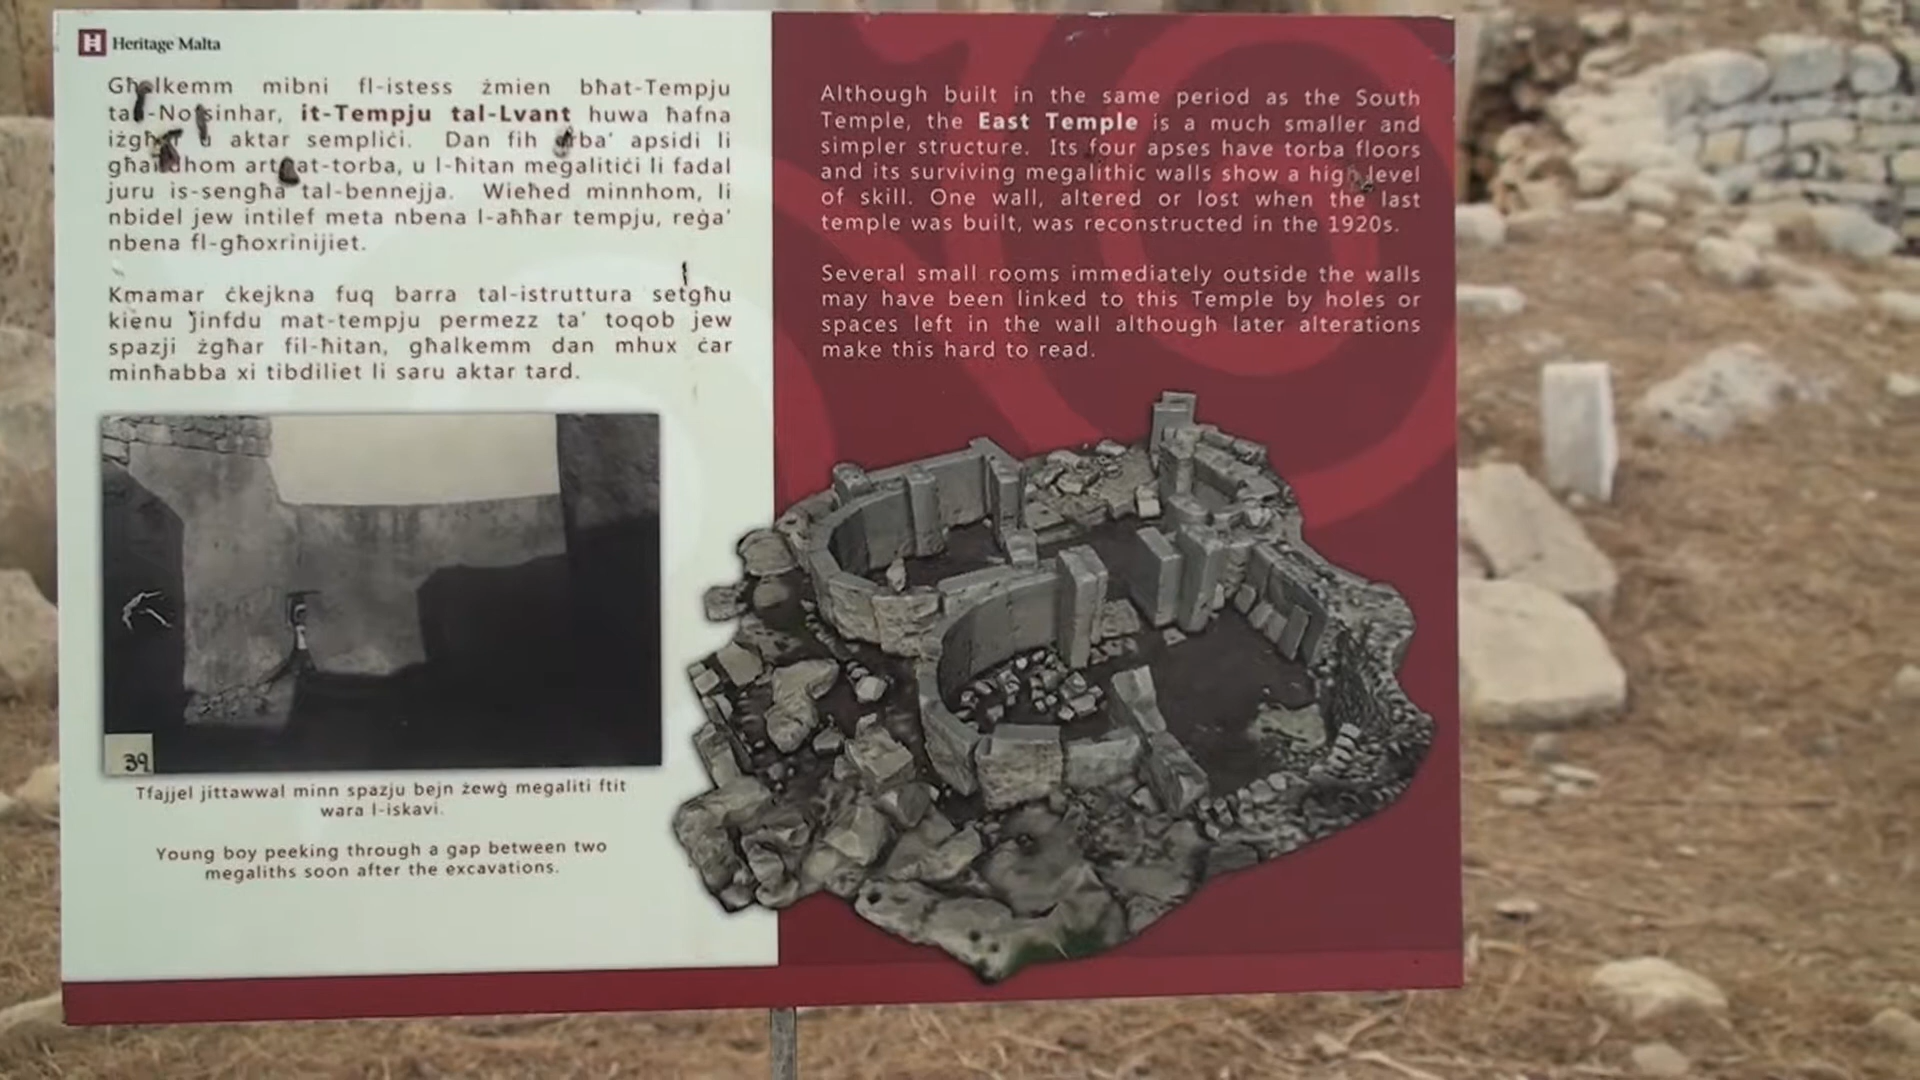 Heritage Malta
Għalkemm mibni fl-istess żmien bħat-Tempju
tan-Nofsinhar, it-Tempju tal-Lvant huwa ħafna
iżgħar u aktar sempliċi. Dan fih erba' apsidi li
għandhom art tat-torba, u l-ħitan megalitiċi li fadal
juru is-sengħa tal-bennejja. Wieħed minnhom, li
nbidel jew intilef meta nbena l-aħħar tempju, reġa'
nbena fl-għoxrinijiet.
Kmamar ċkejkna fuq barra tal-istruttura setgħu
kienu jinfdu mat-tempju permezz ta' toqob jew
spazji żgħar fil-ħitan, għalkemm dan mhux ċar
minħabba xi tibdiliet li saru aktar tard.
39
Tfajjel jittawwal minn spazju bejn żewġ megaliti ftit
wara l-iskavi.
Young boy peeking through a gap between two
megaliths soon after the excavations.
Although built in the same period as the South
Temple, the East Temple is a much smaller and
simpler structure. Its four apses have torba floors
and its surviving megalithic walls show a high level
of skill. One wall, altered or lost when the last
temple was built, was reconstructed in the 1920s.
Several small rooms immediately outside the walls
may have been linked to this Temple by holes or
spaces left in the wall although later alterations
make this hard to read.